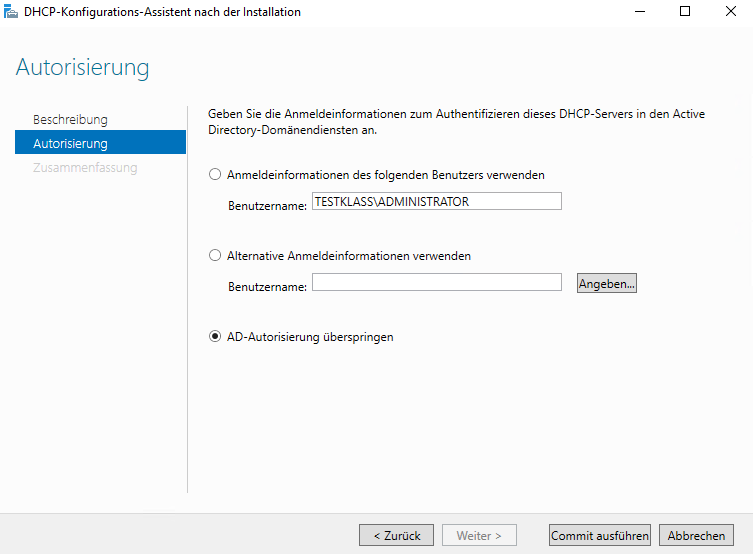 DHCP-Konfigurations-Assistent nach der Installation
Autorisierung
Beschreibung
Autorisierung
Zusammenfassung
Geben Sie die Anmeldeinformationen zum Authentifizieren dieses DHCP-Servers in den Active
Directory-Domänendiensten an.
Anmeldeinformationen des folgenden Benutzers verwenden
Benutzername: TESTKLASS\ADMINISTRATOR
Alternative Anmeldeinformationen verwenden
Benutzername: Angeben...
AD-Autorisierung überspringen
< Zurück Weiter > Commit ausführen Abbrechen